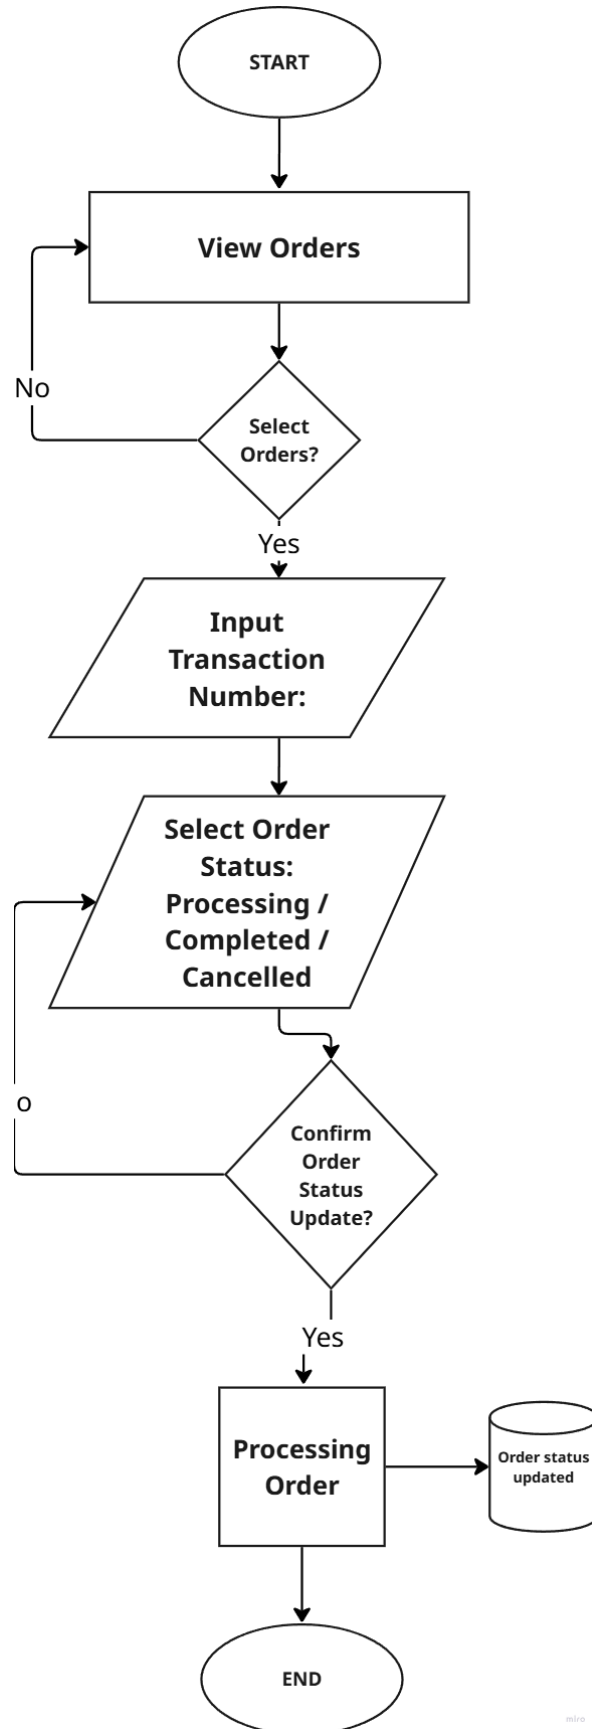 START
View Orders
No
Select
Orders?
Yes
Input
Transaction
Number:
Select Order
Status:
Processing /
Completed /
Cancelled
o
Confirm
Order
Status
Update?
Yes
Processing
Order
Order status
updated
END
miro